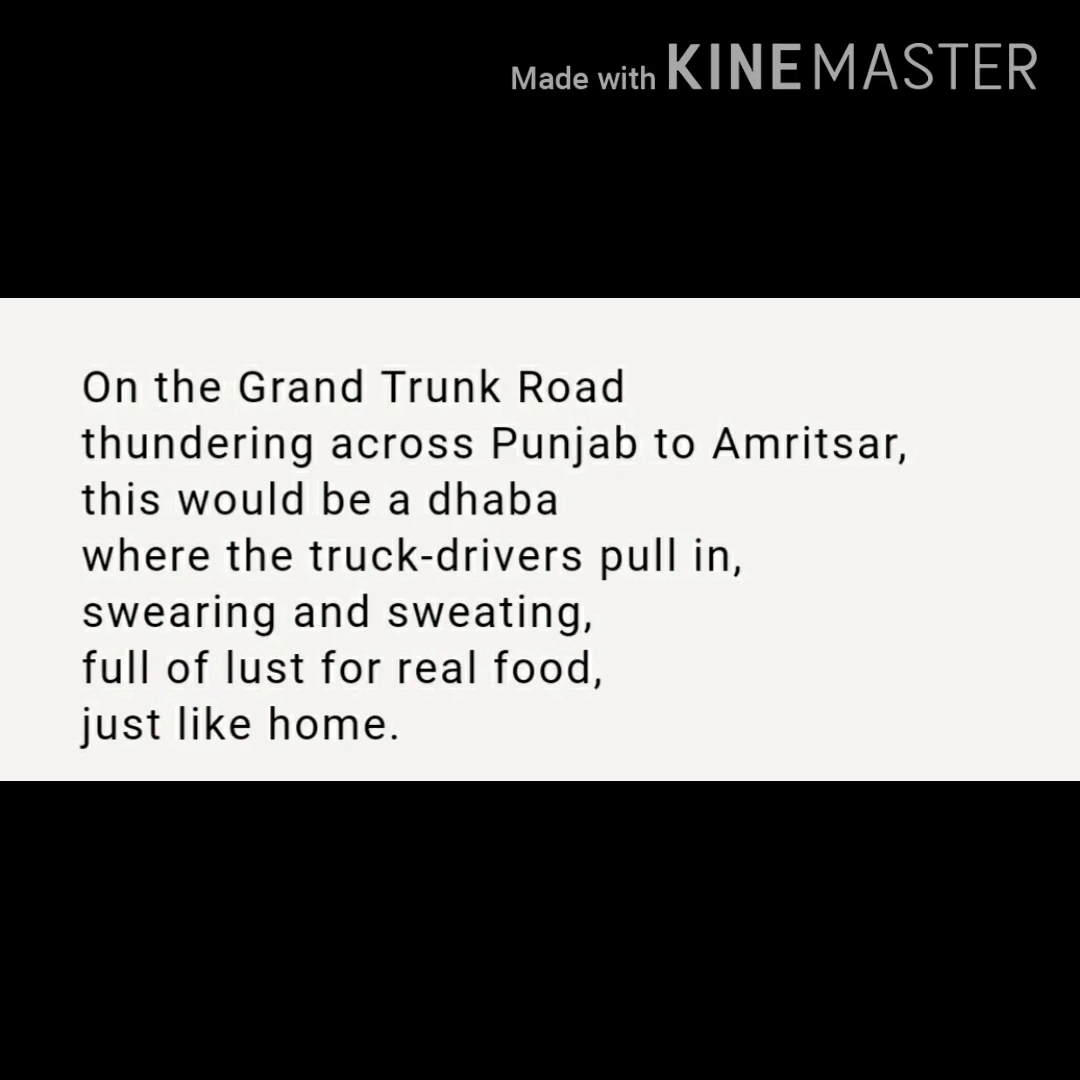 Made with KINEMASTER
On the Grand Trunk Road
thundering across Punjab to Amritsar,
this would be a dhaba
where the truck-drivers pull in,
swearing and sweating,
full of lust for real food,
just like home.